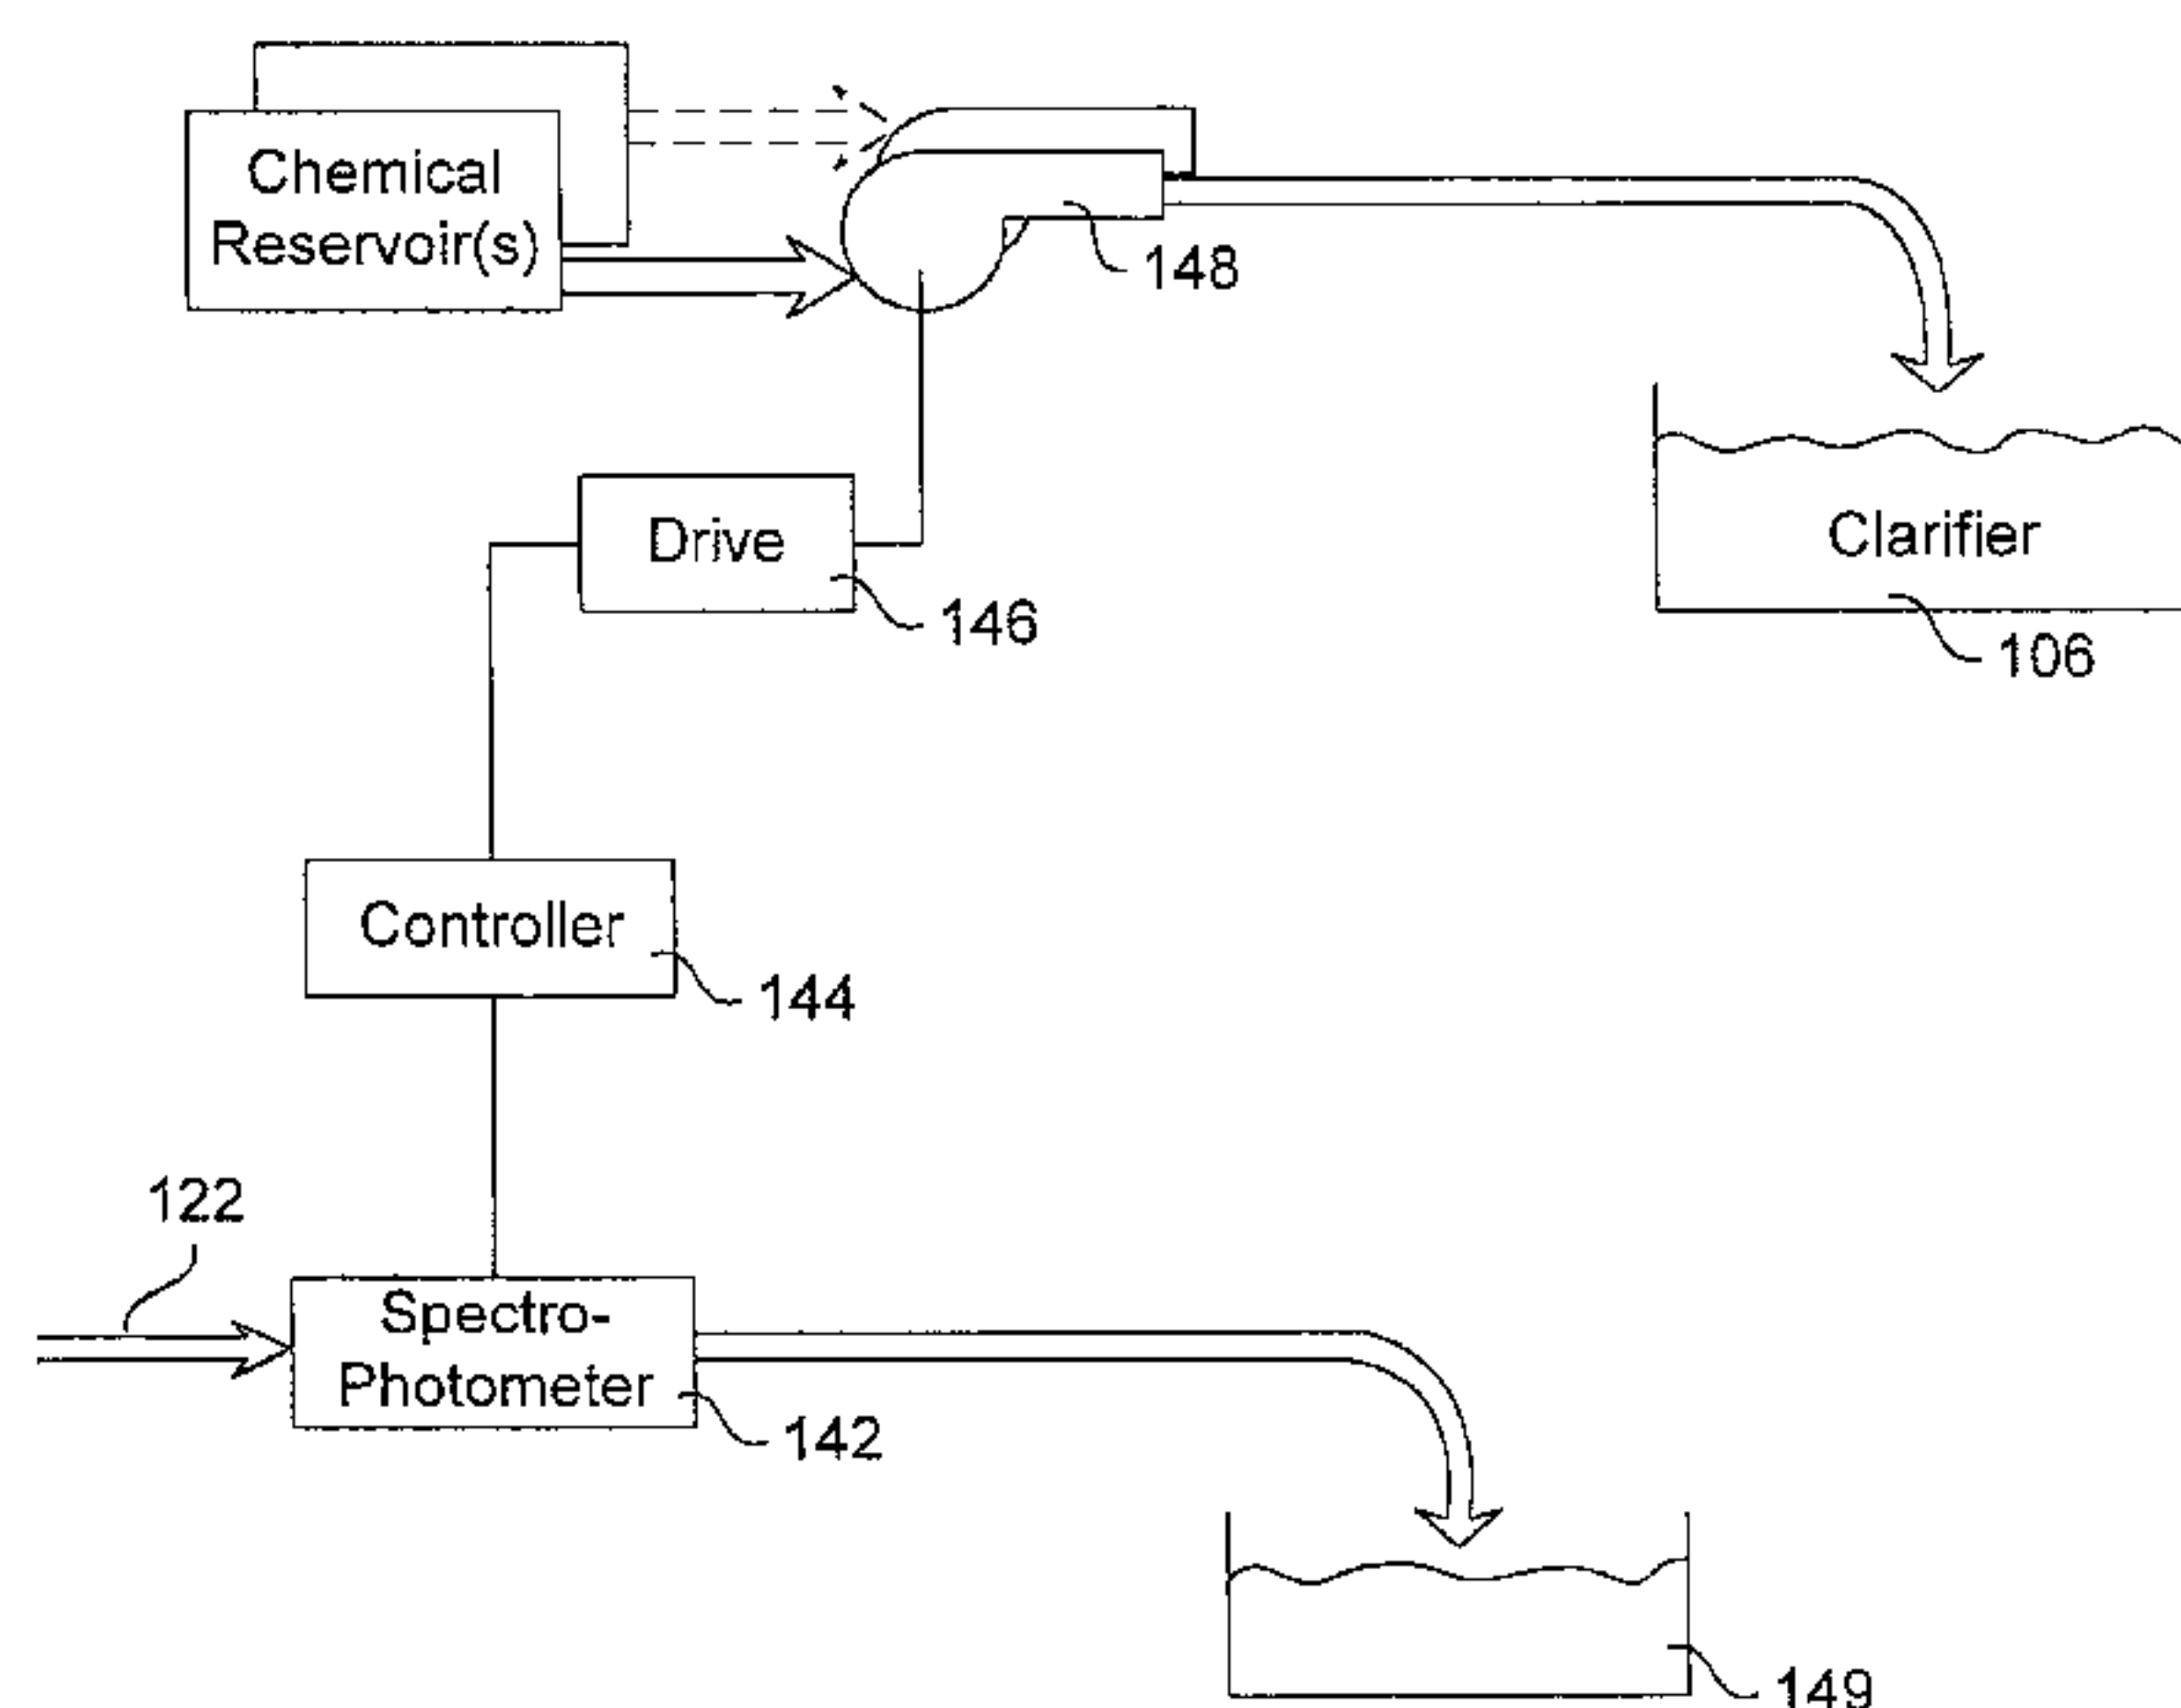 Chemical
Reservoir(s)
148
Drive
146
Clarifier
106
Controller
144
122
Spectro-
Photometer
142
149